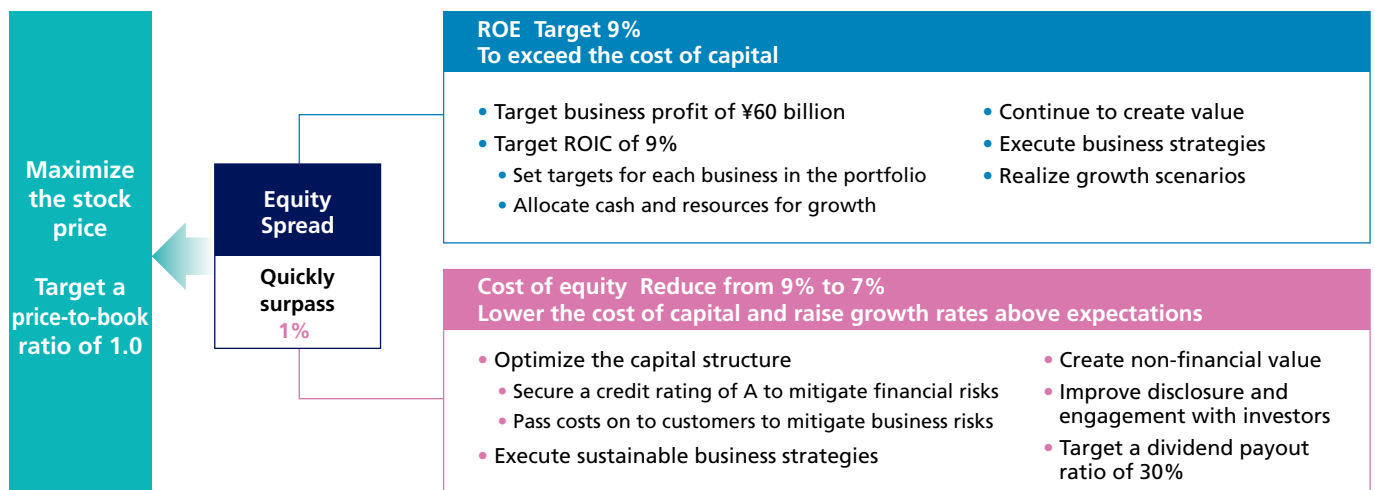 Maximize
the stock
price
Target a
price-to-book
ratio of 1.0
Equity
Spread
Quickly
surpass
1%
ROE Target 9%
To exceed the cost of capital
• Target business profit of ¥60 billion
• Target ROIC of 9%
• Set targets for each business in the portfolio
• Allocate cash and resources for growth
• Continue to create value
• Execute business strategies
• Realize growth scenarios
Cost of equity Reduce from 9% to 7%
Lower the cost of capital and raise growth rates above expectations
• Optimize the capital structure
• Secure a credit rating of A to mitigate financial risks
• Pass costs on to customers to mitigate business risks
• Execute sustainable business strategies
• Create non-financial value
• Improve disclosure and
engagement with investors
• Target a dividend payout
ratio of 30%